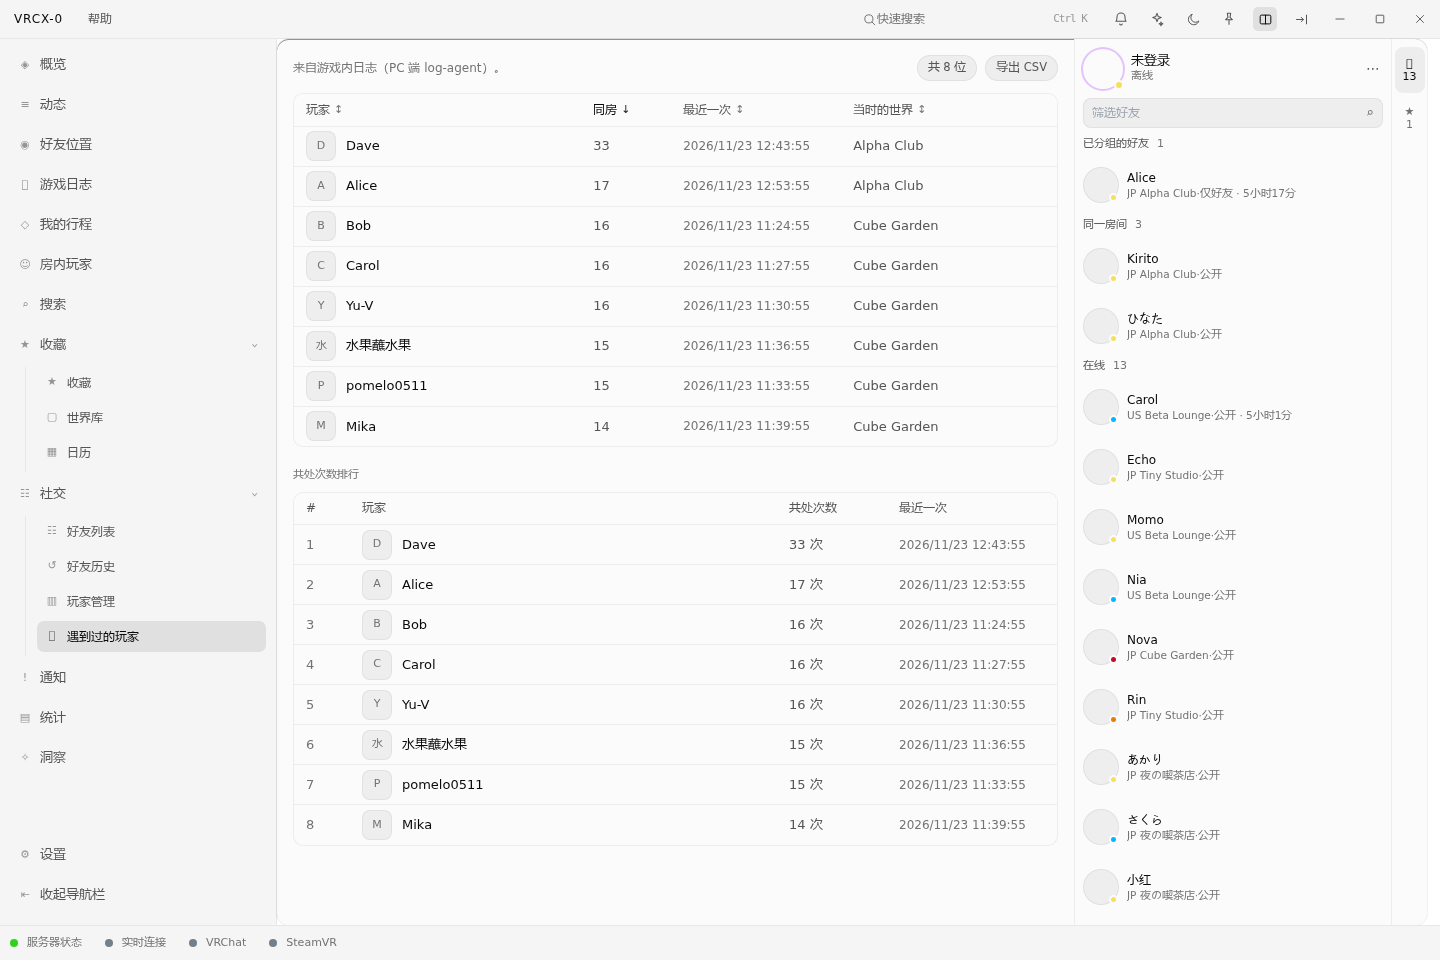 VRCX-0 帮助 快速搜索 Ctrl K
概览
动态
好友位置
游戏日志
我的行程
房内玩家
搜索
收藏
收藏
世界库
日历
社交
好友列表
好友历史
玩家管理
遇到过的玩家
通知
统计
洞察
设置
收起导航栏
来自游戏内日志（PC 端 log-agent）。 共 8 位 导出 CSV
玩家 ↕ 同房 ↓ 最近一次 ↕ 当时的世界 ↕
D Dave 33 2026/11/23 12:43:55 Alpha Club
A Alice 17 2026/11/23 12:53:55 Alpha Club
B Bob 16 2026/11/23 11:24:55 Cube Garden
C Carol 16 2026/11/23 11:27:55 Cube Garden
Y Yu-V 16 2026/11/23 11:30:55 Cube Garden
水 水果蘸水果 15 2026/11/23 11:36:55 Cube Garden
P pomelo0511 15 2026/11/23 11:33:55 Cube Garden
M Mika 14 2026/11/23 11:39:55 Cube Garden
共处次数排行
# 玩家 共处次数 最近一次
1 D Dave 33 次 2026/11/23 12:43:55
2 A Alice 17 次 2026/11/23 12:53:55
3 B Bob 16 次 2026/11/23 11:24:55
4 C Carol 16 次 2026/11/23 11:27:55
5 Y Yu-V 16 次 2026/11/23 11:30:55
6 水 水果蘸水果 15 次 2026/11/23 11:36:55
7 P pomelo0511 15 次 2026/11/23 11:33:55
8 M Mika 14 次 2026/11/23 11:39:55
未登录
离线
筛选好友
已分组的好友 1
Alice
JP Alpha Club·仅好友 · 5小时17分
同一房间 3
Kirito
JP Alpha Club·公开
ひなた
JP Alpha Club·公开
在线 13
Carol
US Beta Lounge·公开 · 5小时1分
Echo
JP Tiny Studio·公开
Momo
US Beta Lounge·公开
Nia
US Beta Lounge·公开
Nova
JP Cube Garden·公开
Rin
JP Tiny Studio·公开
あかり
JP 夜の喫茶店·公开
さくら
JP 夜の喫茶店·公开
小红
JP 夜の喫茶店·公开
13
★
1
服务器状态 实时连接 VRChat SteamVR